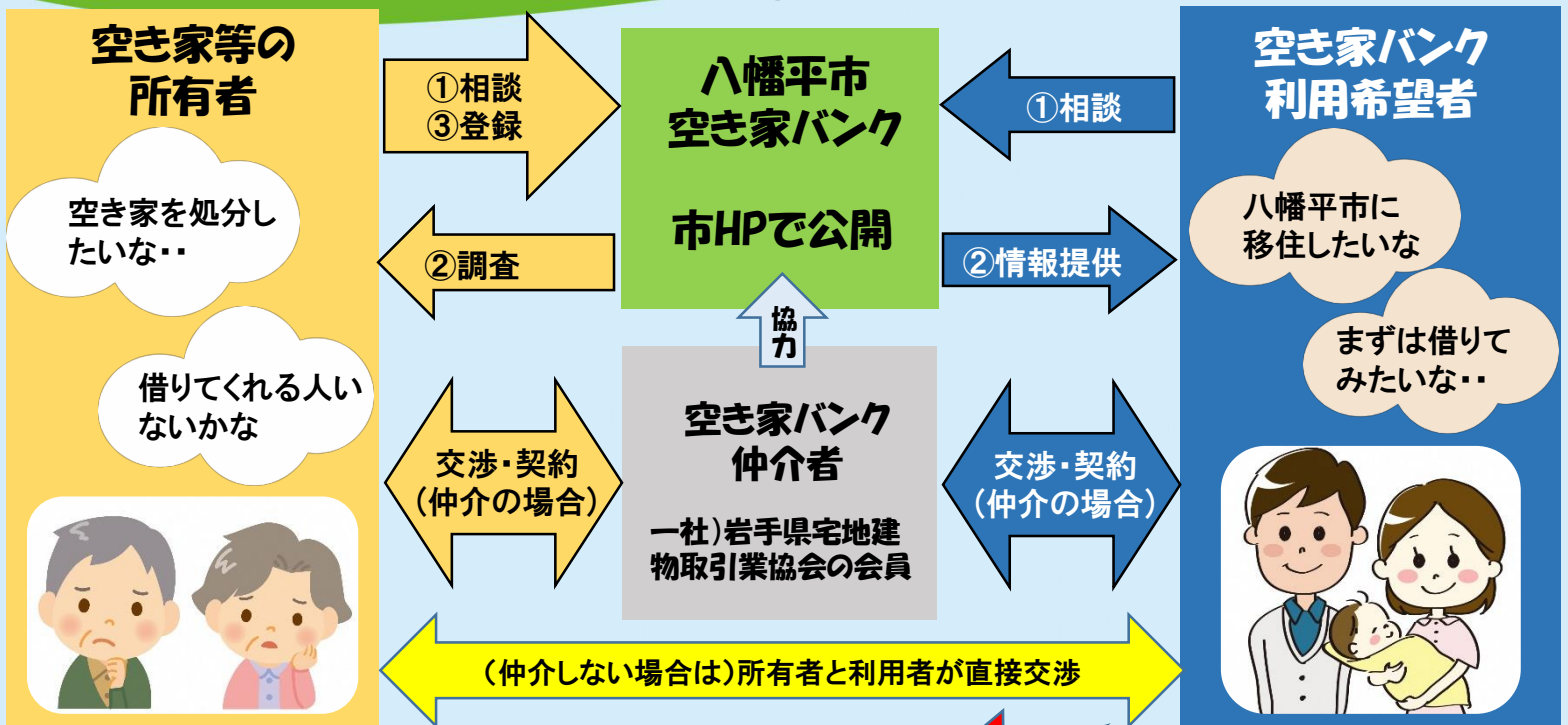 空き家等の
所有者
空き家を処分し
たいな・・
借りてくれる人い
ないかな
①相談
③登録
②調査
交渉・契約
(仲介の場合)
八幡平市
空き家バンク
市HPで公開
協
力
空き家バンク
仲介者
一社)岩手県宅地建
物取引業協会の会員
①相談
②情報提供
交渉・契約
(仲介の場合)
空き家バンク
利用希望者
八幡平市に
移住したいな
まずは借りて
みたいな・・
(仲介しない場合は)所有者と利用者が直接交渉